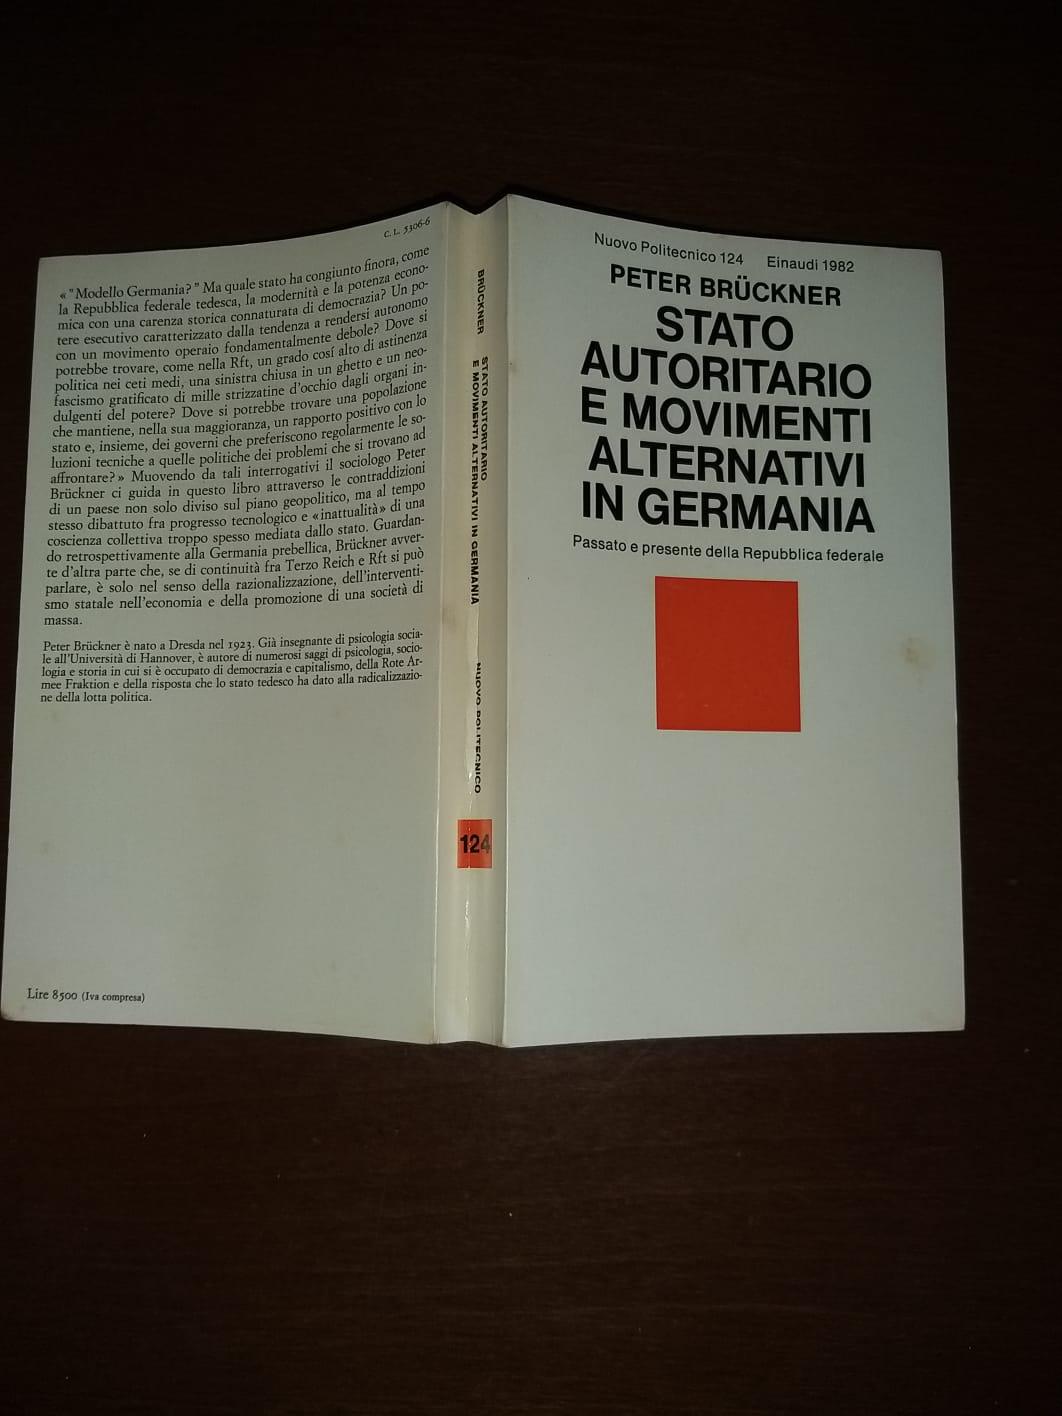 C. L. 5306-6
« "Modello Germania?" Ma quale stato ha congiunto finora, come
la Repubblica federale tedesca, la modernità e la potenza econo-
mica con una carenza storica connaturata di democrazia? Un po-
tere esecutivo caratterizzato dalla tendenza a rendersi autonomo
con un movimento operaio fondamentalmente debole? Dove si
potrebbe trovare, come nella Rft, un grado cosí alto di astinenza
politica nei ceti medi, una sinistra chiusa in un ghetto e un neo-
fascismo gratificato di mille strizzatine d'occhio dagli organi in-
dulgenti del potere? Dove si potrebbe trovare una popolazione
che mantiene, nella sua maggioranza, un rapporto positivo con lo
stato e, insieme, dei governi che preferiscono regolarmente le so-
luzioni tecniche a quelle politiche dei problemi che si trovano ad
affrontare? » Muovendo da tali interrogativi il sociologo Peter
Brückner ci guida in questo libro attraverso le contraddizioni
di un paese non solo diviso sul piano geopolitico, ma al tempo
stesso dibattuto fra progresso tecnologico e «inattualità» di una
coscienza collettiva troppo spesso mediata dallo stato. Guardan-
do retrospettivamente alla Germania prebellica, Brückner avver-
te d'altra parte che, se di continuità fra Terzo Reich e Rft si può
parlare, è solo nel senso della razionalizzazione, dell'interventi-
smo statale nell'economia e della promozione di una società di
massa.
Peter Brückner è nato a Dresda nel 1923. Già insegnante di psicologia socia-
le all'Università di Hannover, è autore di numerosi saggi di psicologia, socio-
logia e storia in cui si è occupato di democrazia e capitalismo, della Rote Ar-
mee Fraktion e della risposta che lo stato tedesco ha dato alla radicalizzazio-
ne della lotta politica.
Lire 8500 (Iva compresa)
BRÜCKNER
STATO AUTORITARIO
E MOVIMENTI ALTERNATIVI IN GERMANIA
NUOVO POLITECNICO
124
Nuovo Politecnico 124 Einaudi 1982
PETER BRÜCKNER
STATO
AUTORITARIO
E MOVIMENTI
ALTERNATIVI
IN GERMANIA
Passato e presente della Repubblica federale